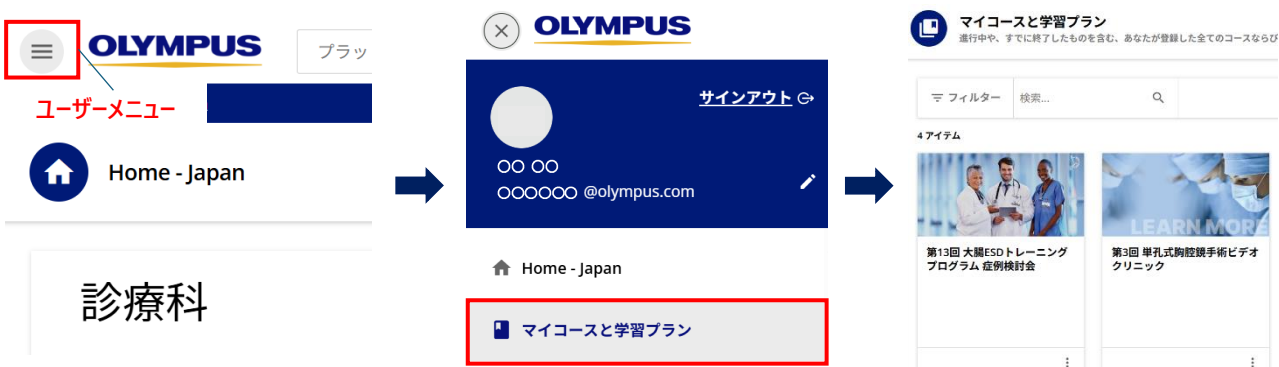 OLYMPUS
プラッ
ユーザーメニュー
Home - Japan
診療科
OLYMPUS
サインアウト
○○ ○○
○○○○○○ @olympus.com
Home - Japan
マイコースと学習プラン
マイコースと学習プラン
進行中や、すでに終了したものを含む、あなたが登録した全てのコースならび
フィルター
検索...
4 アイテム
LEARN MORE
第13回 大腸ESDトレーニング
プログラム 症例検討会
第3回 単孔式胸腔鏡手術ビデオ
クリニック